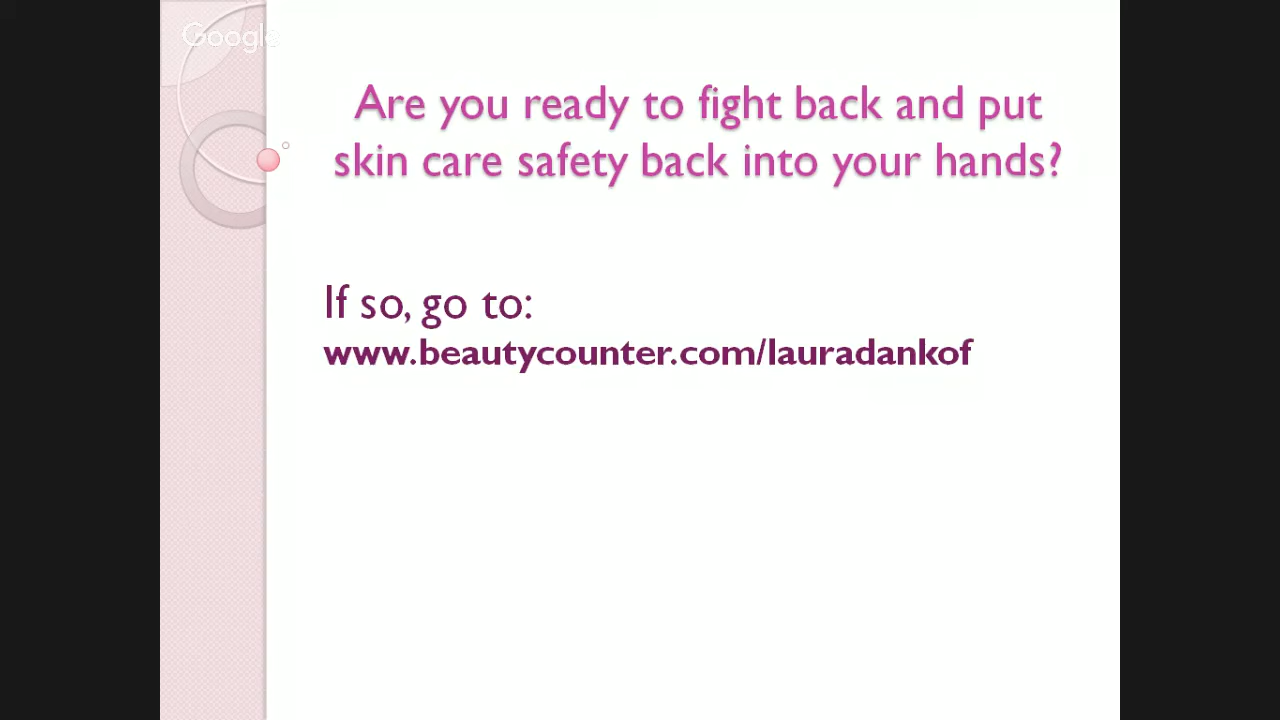 Google
Are you ready to fight back and put
skin care safety back into your hands?
If so, go to:
www.beautycounter.com/lauradankof